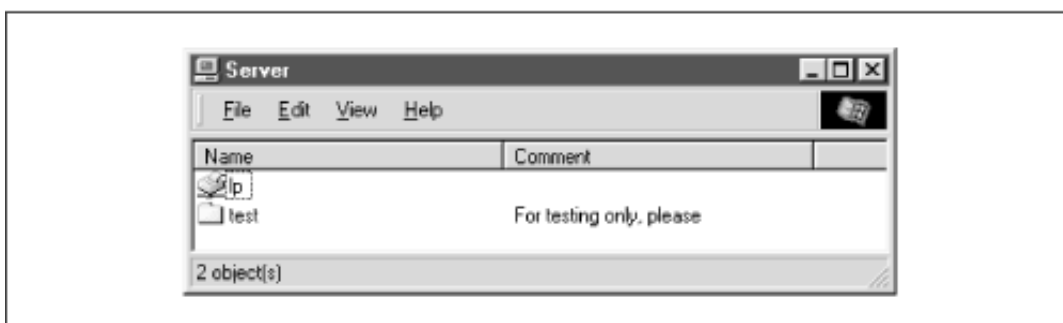 Server
File Edit View Help
Name Comment
lp
test For testing only, please
2 object(s)